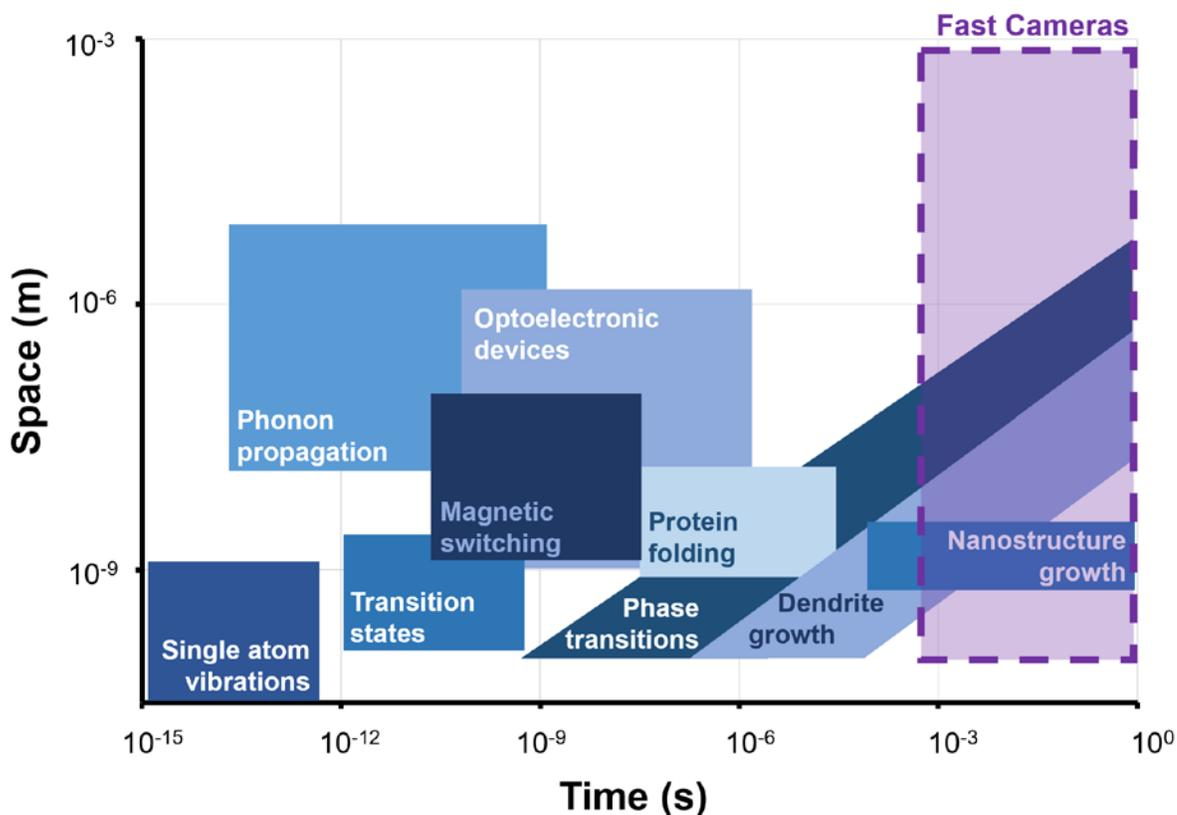 Fast Cameras
10⁻³
10⁻⁶
10⁻⁹
Space (m)
Optoelectronic
devices
Phonon
propagation
Magnetic
switching
Protein
folding
Nanostructure
growth
Transition
states
Phase
transitions
Dendrite
growth
Single atom
vibrations
10⁻¹⁵
10⁻¹²
10⁻⁹
10⁻⁶
10⁻³
10⁰
Time (s)